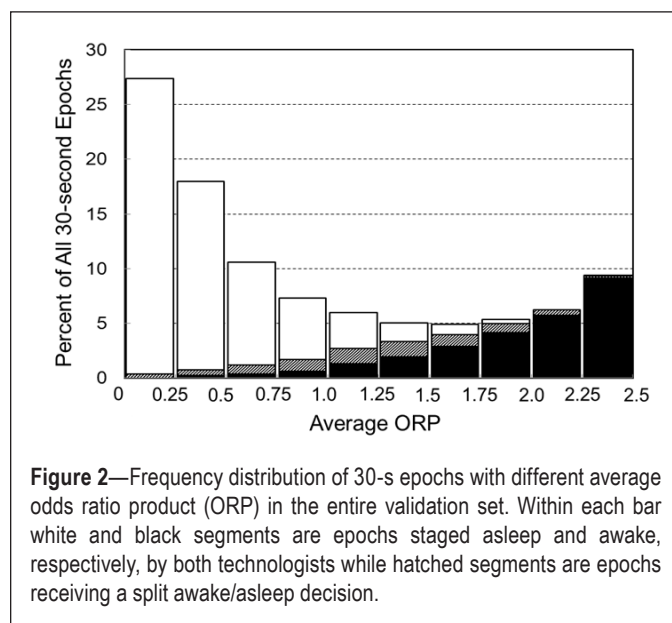 30
25
20
15
10
5
0
Percent of All 30-second Epochs
0 0.25 0.5 0.75 1.0 1.25 1.5 1.75 2.0 2.25 2.5
Average ORP
Figure 2—Frequency distribution of 30-s epochs with different average
odds ratio product (ORP) in the entire validation set. Within each bar
white and black segments are epochs staged asleep and awake,
respectively, by both technologists while hatched segments are epochs
receiving a split awake/asleep decision.